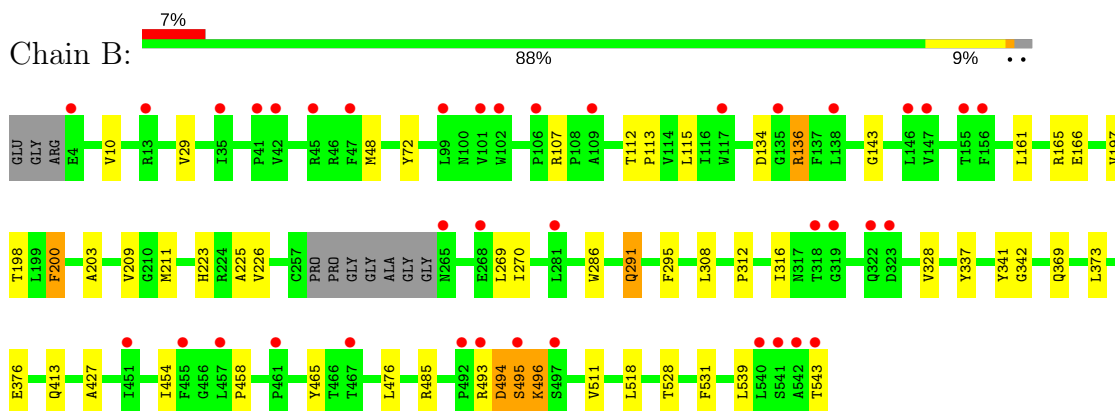 7%
Chain B:
88% 9% ••
GLU GLY ARG E4 V10 R13 V29 I35 P41 V42 R45 R46 F47 M48 Y72 L99 N100 V101 W102 P106 R107 P108 A109 T112 P113 V114 L115 I116 W117 D134 G135 R136 F137 L138 G143 L146 V147 T155 F156 L161 R165 E166 V197
T198 L199 F200 A203 V209 G210 M211 H223 R224 A225 V226 C257 PRO PRO GLY GLY ALA GLY GLY N265 E268 L269 I270 L281 W286 Q291 F295 L308 P312 I316 N317 T318 G319 Q322 D323 V328 Y337 Y341 G342 Q369 L373
E376 Q413 A427 I451 I454 F455 G456 L457 P458 P461 Y465 T466 T467 L476 R485 P492 R493 D494 S495 K496 S497 V511 L518 T528 F531 L539 L540 S541 A542 T543